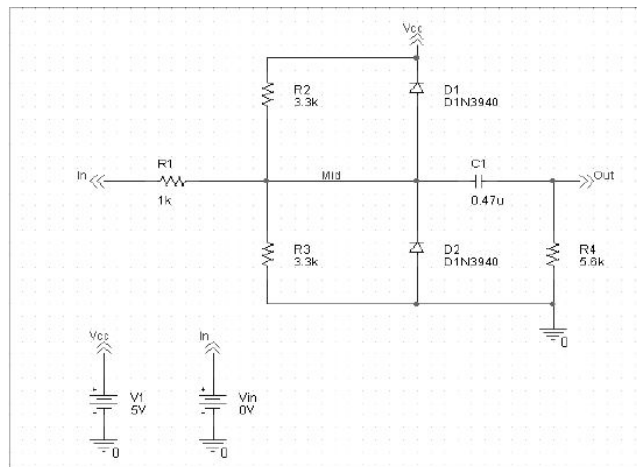 Vcc
R2
3.3k
D1
D1N3940
In
R1
1k
Mid
C1
0.47u
Out
R3
3.3k
D2
D1N3940
R4
5.6k
0
Vcc
In
V1
5V
0
Vin
0V
0